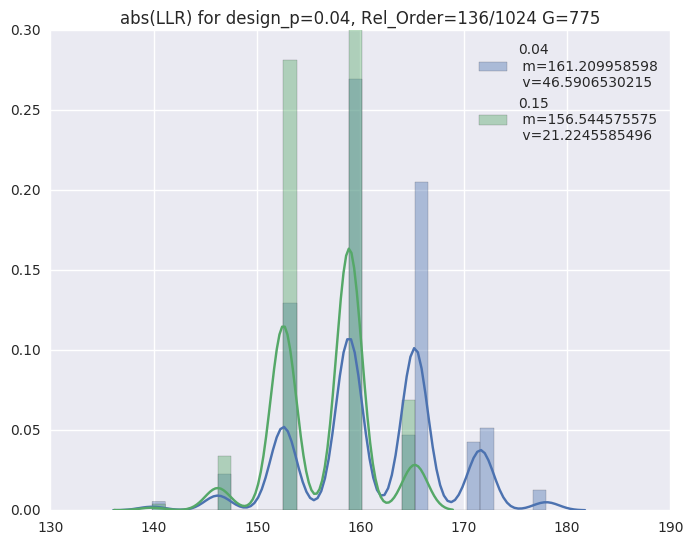 abs(LLR) for design_p=0.04, Rel_Order=136/1024 G=775
0.04
m=161.209958598
v=46.5906530215
0.15
m=156.544575575
v=21.2245585496
0.30
0.25
0.20
0.15
0.10
0.05
0.00
130 140 150 160 170 180 190